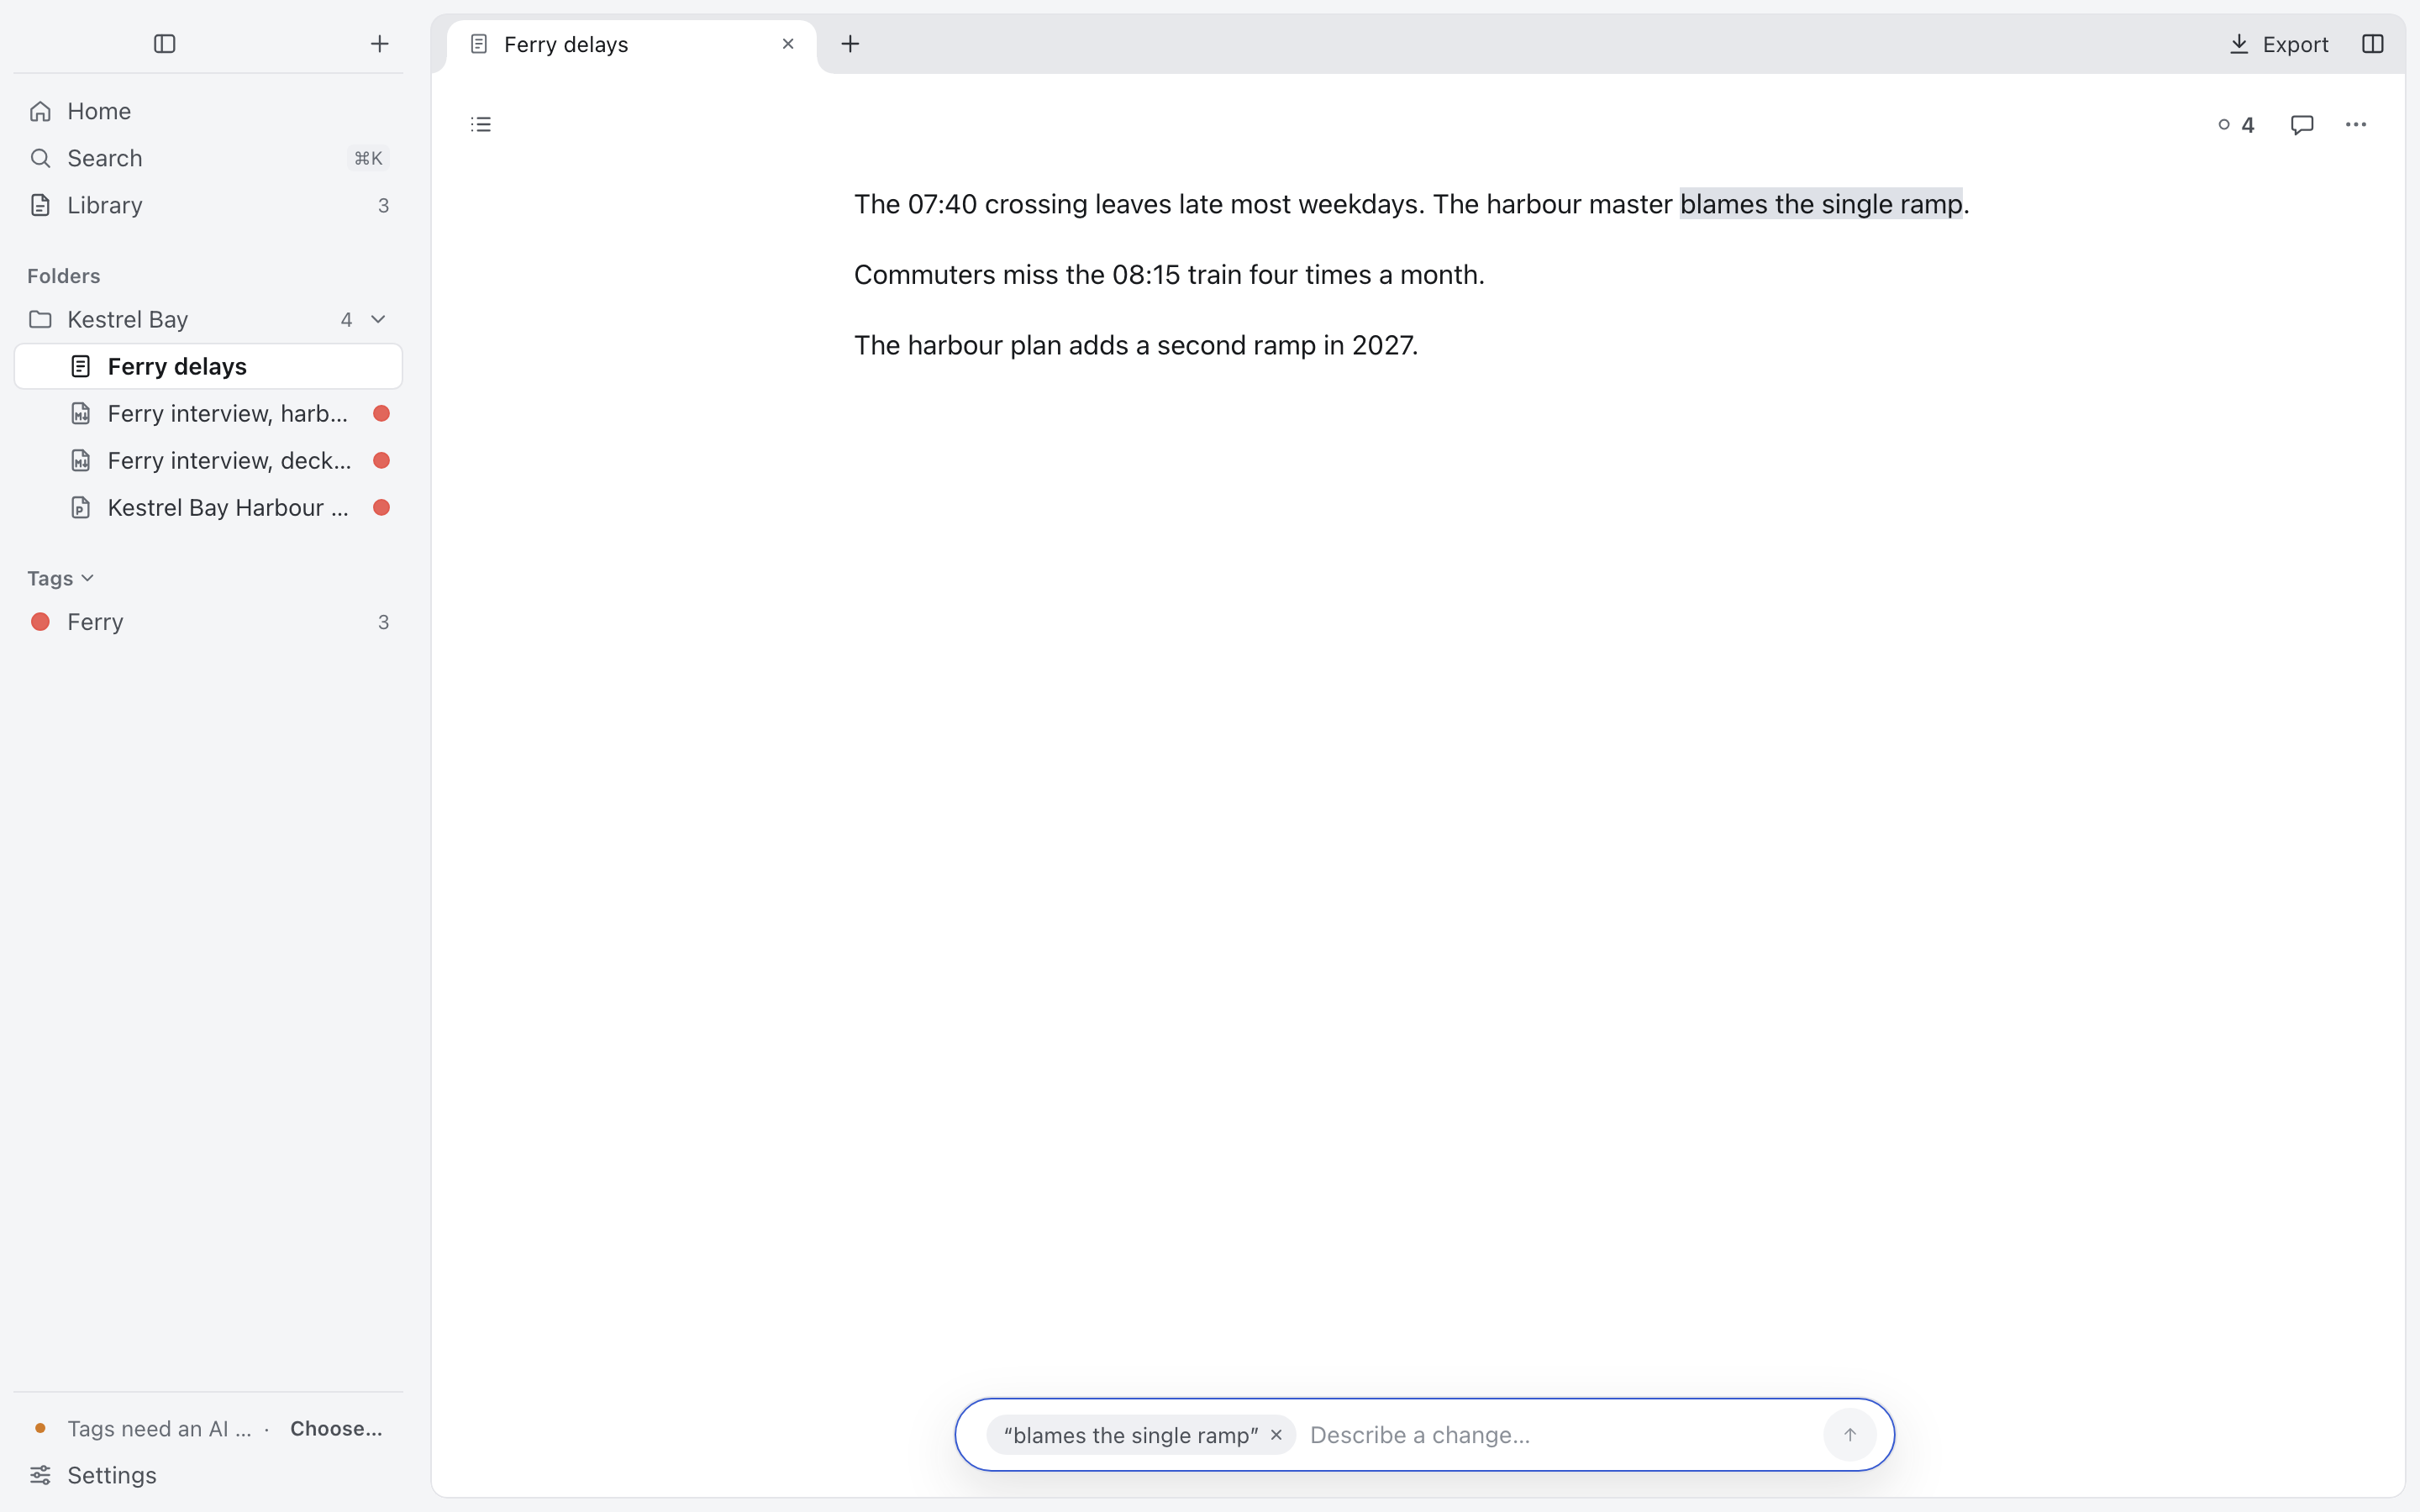 Home
Search ⌘K
Library 3
Folders
Kestrel Bay 4
Ferry delays
Ferry interview, harb...
Ferry interview, deck...
Kestrel Bay Harbour ...
Tags
Ferry 3
Tags need an AI ... · Choose...
Settings
Ferry delays
Export
4
The 07:40 crossing leaves late most weekdays. The harbour master blames the single ramp.
Commuters miss the 08:15 train four times a month.
The harbour plan adds a second ramp in 2027.
“blames the single ramp” × Describe a change...